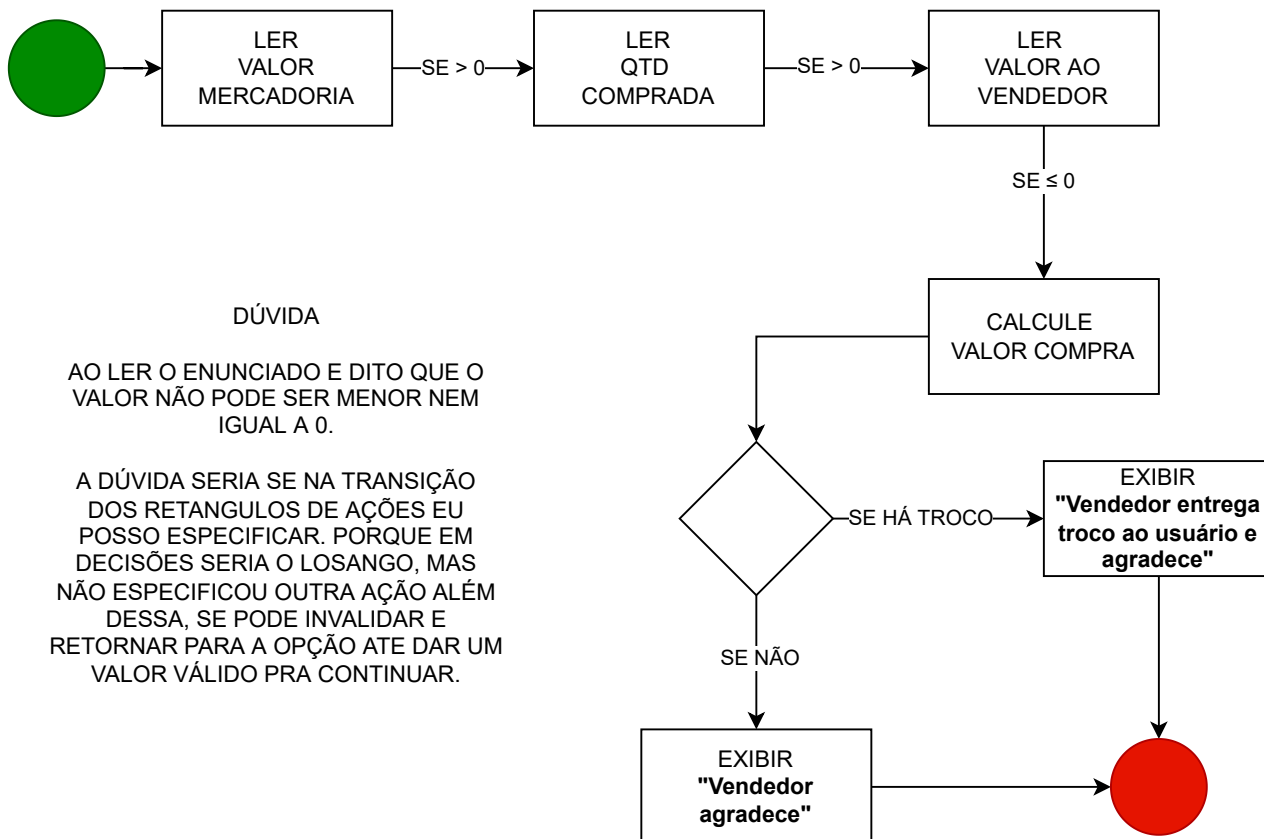 LER
VALOR
MERCADORIA
SE > 0
LER
QTD
COMPRADA
SE > 0
LER
VALOR AO
VENDEDOR
SE ≤ 0
CALCULE
VALOR COMPRA
DÚVIDA
AO LER O ENUNCIADO E DITO QUE O
VALOR NÃO PODE SER MENOR NEM
IGUAL A 0.
A DÚVIDA SERIA SE NA TRANSIÇÃO
DOS RETANGULOS DE AÇÕES EU
POSSO ESPECIFICAR. PORQUE EM
DECISÕES SERIA O LOSANGO, MAS
NÃO ESPECIFICOU OUTRA AÇÃO ALÉM
DESSA, SE PODE INVALIDAR E
RETORNAR PARA A OPÇÃO ATE DAR UM
VALOR VÁLIDO PRA CONTINUAR.
SE HÁ TROCO
EXIBIR
"Vendedor entrega
troco ao usuário e
agradece"
SE NÃO
EXIBIR
"Vendedor
agradece"